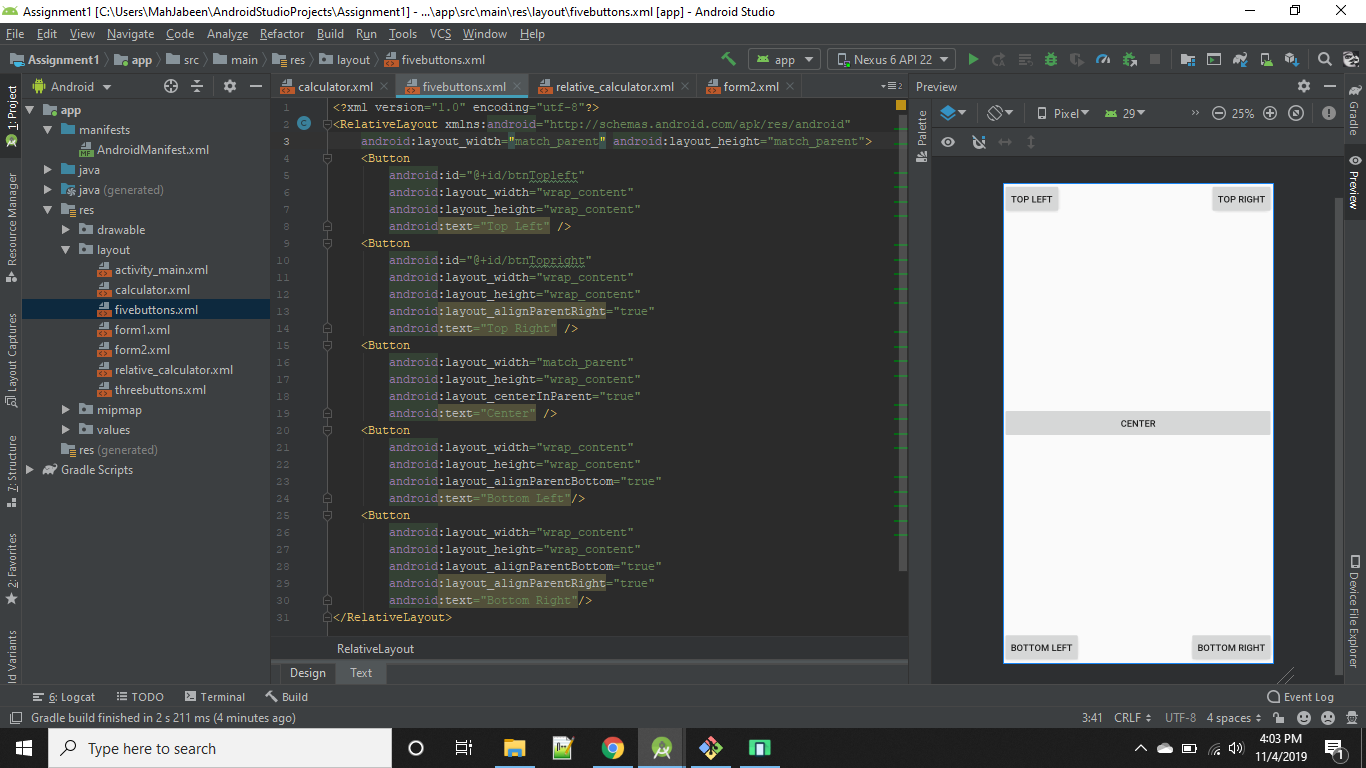 Assignment1 [C:\Users\MahJabeen\AndroidStudioProjects\Assignment1] - ...\app\src\main\res\layout\fivebuttons.xml [app] - Android Studio
File Edit View Navigate Code Analyze Refactor Build Run Tools VCS Window Help
Assignment1 app src main res layout fivebuttons.xml app Nexus 6 API 22
Android calculator.xml fivebuttons.xml relative_calculator.xml form2.xml 2 Preview
1: Project
Resource Manager
Layout Captures
7: Structure
2: Favorites
ld Variants
app
manifests
AndroidManifest.xml
java
java (generated)
res
drawable
layout
activity_main.xml
calculator.xml
fivebuttons.xml
form1.xml
form2.xml
relative_calculator.xml
threebuttons.xml
mipmap
values
res (generated)
Gradle Scripts
1 <?xml version="1.0" encoding="utf-8"?>
2 <RelativeLayout xmlns:android="http://schemas.android.com/apk/res/android"
3 android:layout_width="match_parent" android:layout_height="match_parent">
4 <Button
5 android:id="@+id/btnTopleft"
6 android:layout_width="wrap_content"
7 android:layout_height="wrap_content"
8 android:text="Top Left" />
9 <Button
10 android:id="@+id/btnTopright"
11 android:layout_width="wrap_content"
12 android:layout_height="wrap_content"
13 android:layout_alignParentRight="true"
14 android:text="Top Right" />
15 <Button
16 android:layout_width="match_parent"
17 android:layout_height="wrap_content"
18 android:layout_centerInParent="true"
19 android:text="Center" />
20 <Button
21 android:layout_width="wrap_content"
22 android:layout_height="wrap_content"
23 android:layout_alignParentBottom="true"
24 android:text="Bottom Left"/>
25 <Button
26 android:layout_width="wrap_content"
27 android:layout_height="wrap_content"
28 android:layout_alignParentBottom="true"
29 android:layout_alignParentRight="true"
30 android:text="Bottom Right"/>
31 </RelativeLayout>
RelativeLayout
Design Text
Palette
Pixel 29 25%
TOP LEFT TOP RIGHT
CENTER
BOTTOM LEFT BOTTOM RIGHT
Gradle
Preview
Device File Explorer
6: Logcat TODO Terminal Build Event Log
Gradle build finished in 2 s 211 ms (4 minutes ago) 3:41 CRLF UTF-8 4 spaces
Type here to search
4:03 PM
11/4/2019
1